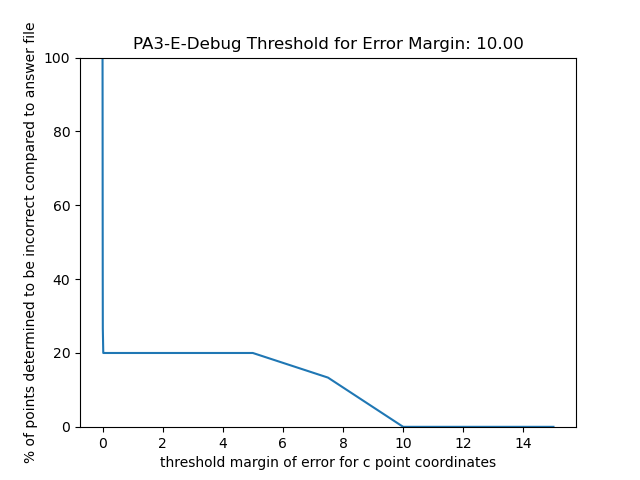 PA3-E-Debug Threshold for Error Margin: 10.00
% of points determined to be incorrect compared to answer file
100
80
60
40
20
0
0 2 4 6 8 10 12 14
threshold margin of error for c point coordinates